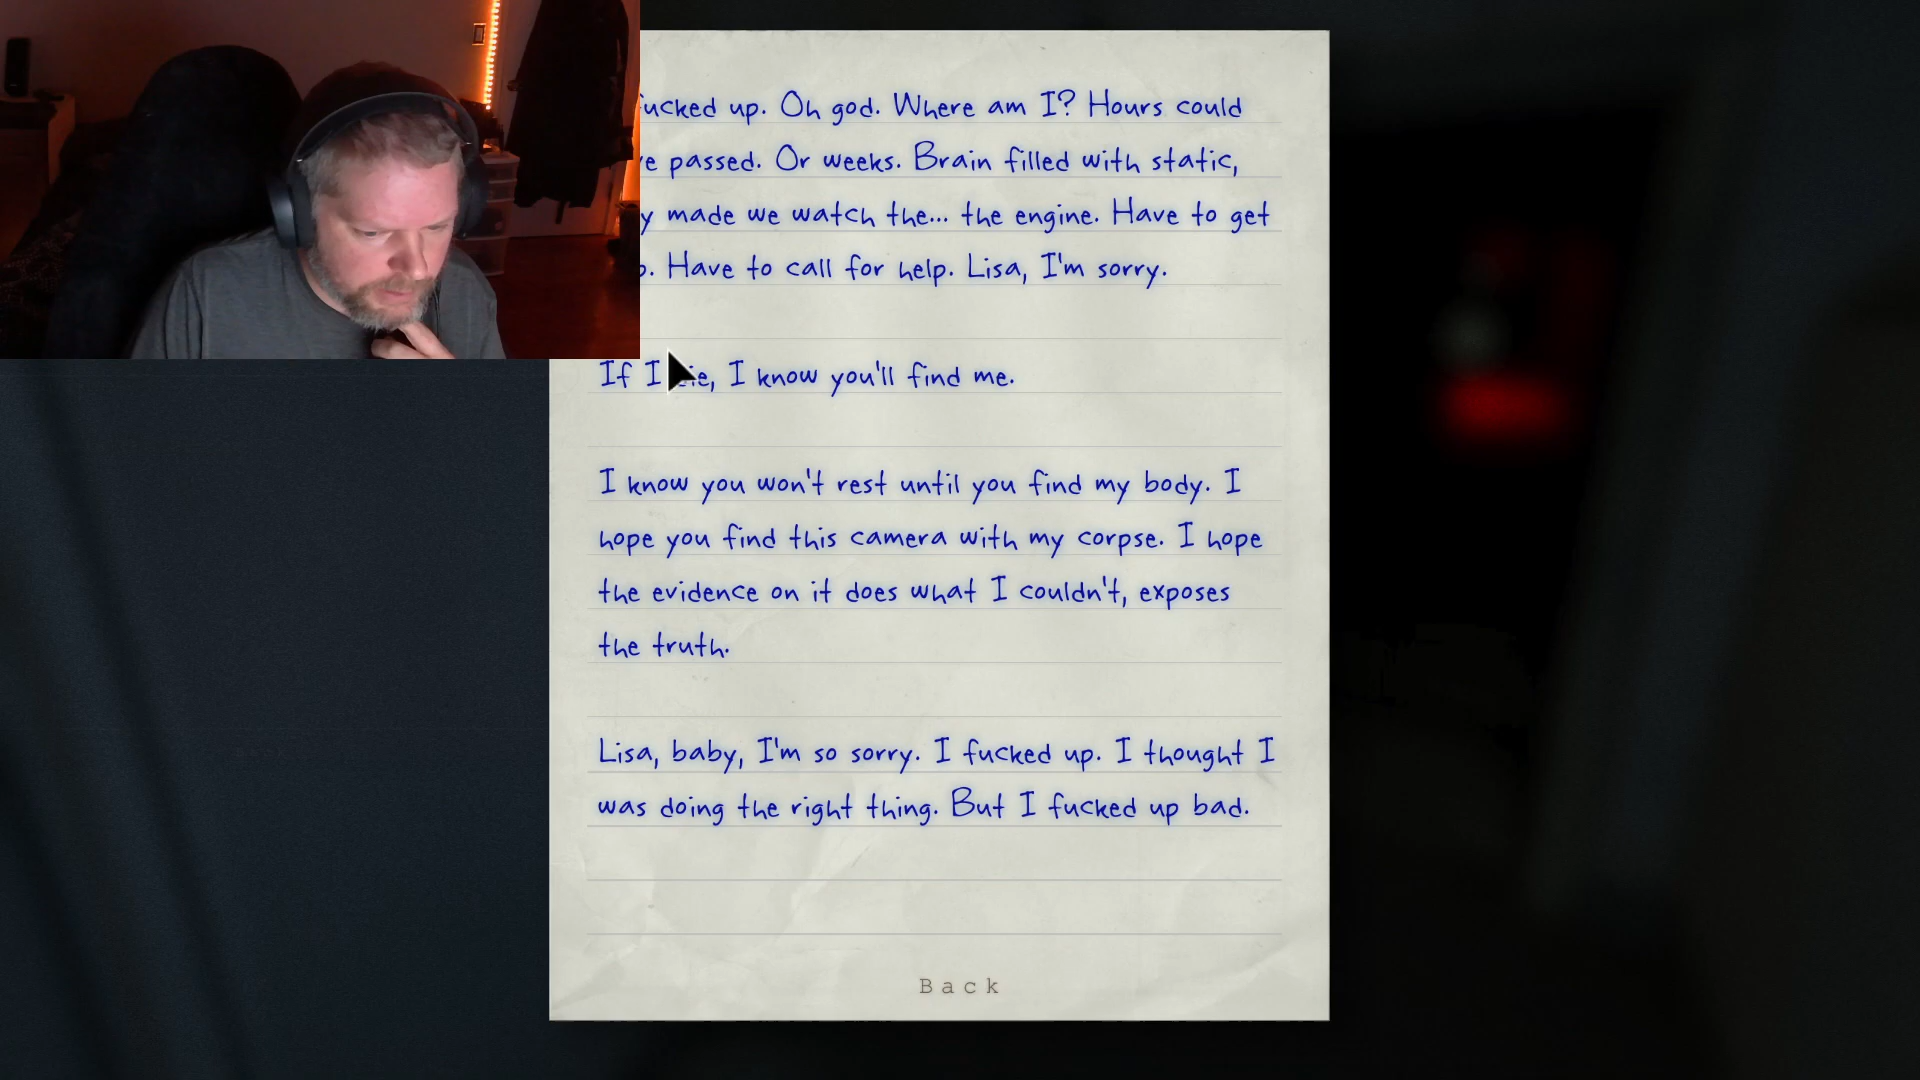 up. Oh god. Where am I? Hours could
passed. Or weeks. Brain filled with static,
made we watch the... the engine. Have to get
Have to call for help. Lisa, I'm sorry.
If I I know you'll find me.
I know you won't rest until you find my body. I
hope you find this camera with my corpse. I hope
the evidence on it does what I couldn't, exposes
the truth.
Lisa, baby, I'm so sorry. I fucked up. I thought I
was doing the right thing. But I fucked up bad.
Back